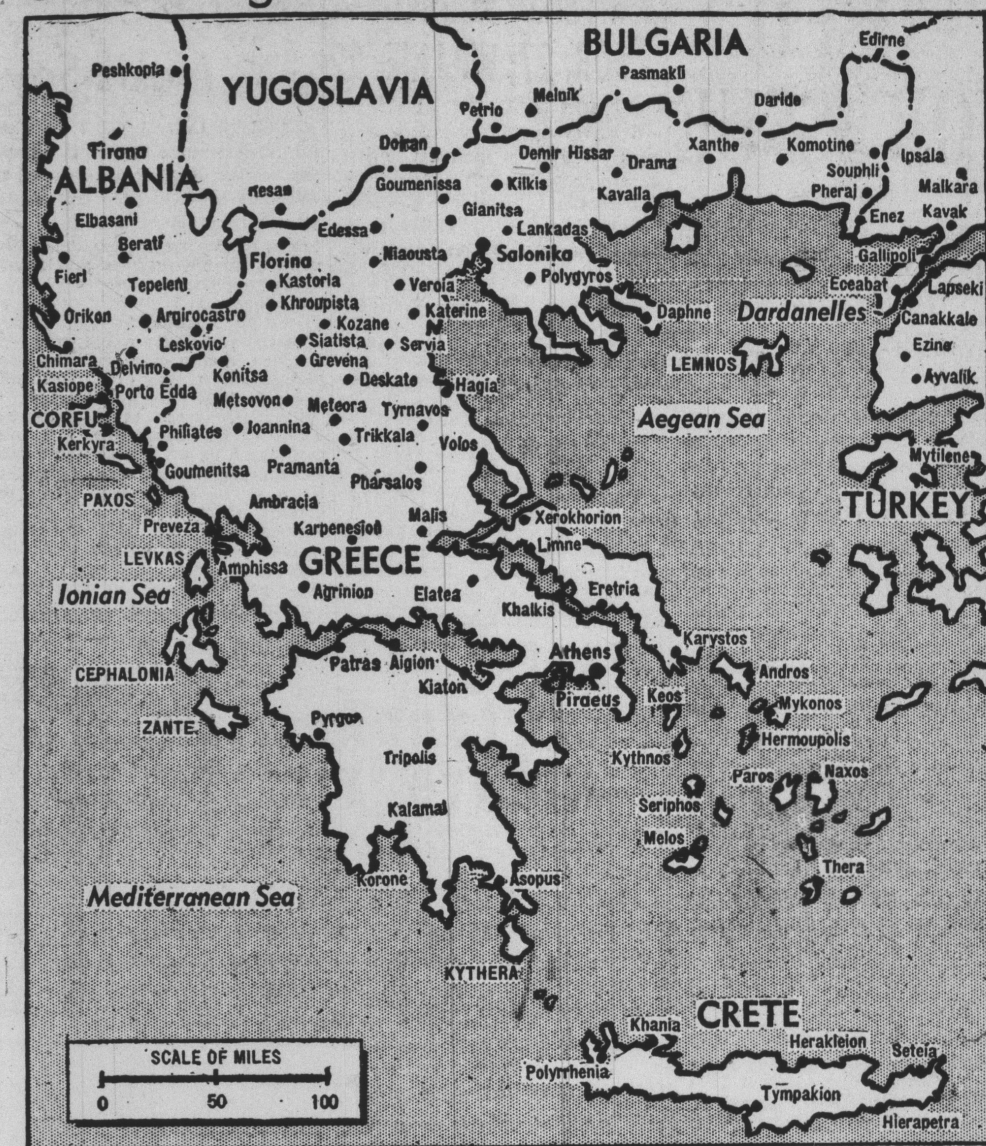 BULGARIA
Edirne
Peshkopia
YUGOSLAVIA
Pasmakli
Melnik
Petrio
Daride
Tirana
Doiran
Demir Hissar
Xanthe
Komotine
Ipsala
ALBANIA
Goumenissa
Kilkis
Drama
Souphli
Malkara
Kavalla
Pherai
Elbasani
Gianitsa
Enez
Kavak
Edessa
Lankadas
Berati
Florina
Niaousta
Salonika
Gallipoli
Fieri
Kastoria
Veroia
Polygyros
Eceabat
Lapseki
Tepeleni
Khroupista
Orikon
Argirocastro
Kozane
Katerine
Daphne
Dardanelles
Canakkale
Leskovic
Siatista
Servia
Ezine
Chimara
Delvino
Konitsa
Grevena
LEMNOS
Kasiope
Porto Edda
Deskate
Hagia
Ayvalik
Metsovon
Meteora
Tyrnavos
CORFU
Aegean Sea
Kerkyra
Philiates
Joannina
Trikkala
Volos
Goumenitsa
Pramanta
Pharsalos
Mytilene
PAXOS
Ambracia
TURKEY
Preveza
Karpenesion
Malis
Xerokhorion
LEVKAS
Amphissa
GREECE
Limne
Ionian Sea
Agrinion
Elatea
Eretria
Khalkis
Karystos
CEPHALONIA
Patras
Aigion
Athens
Andros
Kiaton
Piraeus
Keos
Mykonos
ZANTE
Pyrgos
Hermoupolis
Tripolis
Kythnos
Paros
Naxos
Seriphos
Kalamai
Melos
Thera
Korone
Asopus
Mediterranean Sea
KYTHERA
CRETE
Khania
Herakleion
Seteia
Polyrrhenia
Tympakion
Hierapetra
SCALE OF MILES
0 50 100